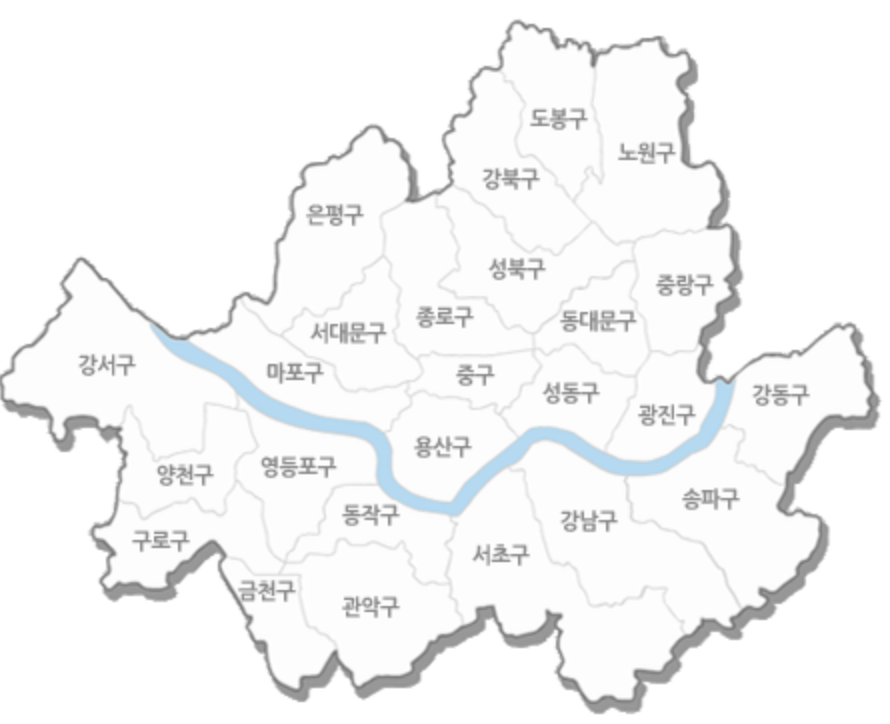 도봉구
노원구
강북구
은평구
성북구
중랑구
종로구
동대문구
서대문구
강서구
마포구
중구
성동구
강동구
광진구
용산구
영등포구
양천구
송파구
동작구
강남구
구로구
서초구
금천구
관악구